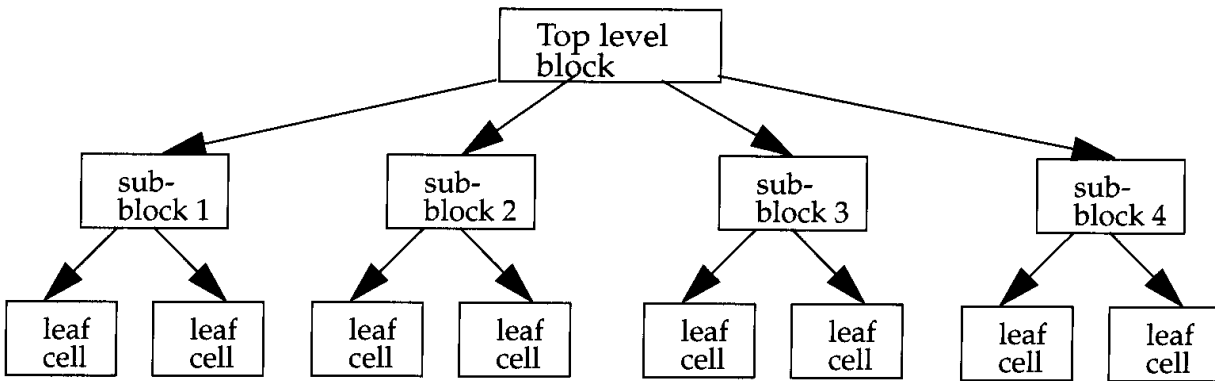 Top level
block
sub-
block 1
sub-
block 2
sub-
block 3
sub-
block 4
leaf
cell
leaf
cell
leaf
cell
leaf
cell
leaf
cell
leaf
cell
leaf
cell
leaf
cell